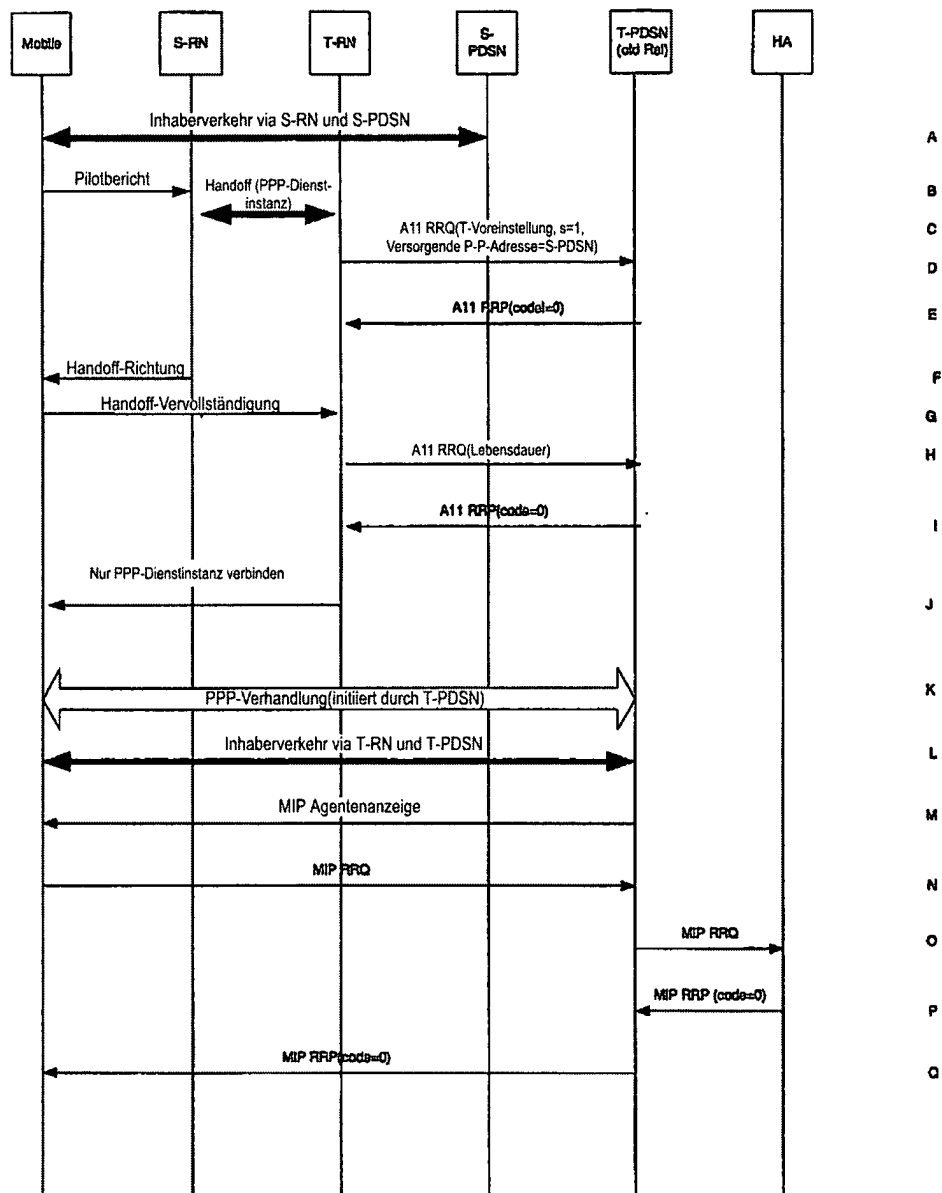 Mobile
S-RN
T-RN
S-
PDSN
T-PDSN
(old Rel)
HA
Inhaberverkehr via S-RN und S-PDSN
A
Pilotbericht
B
Handoff (PPP-Dienst-
instanz)
C
A11 RRQ(T-Voreinstellung, s=1,
Versorgende P-P-Adresse=S-PDSN)
D
A11 RRP(code!=0)
E
Handoff-Richtung
F
Handoff-Vervollständigung
G
A11 RRQ(Lebensdauer)
H
A11 RRP(code=0)
I
Nur PPP-Dienstinstanz verbinden
J
PPP-Verhandlung(initiiert durch T-PDSN)
K
Inhaberverkehr via T-RN und T-PDSN
L
MIP Agentenanzeige
M
MIP RRQ
N
MIP RRQ
O
MIP RRP (code=0)
P
MIP RRP(code=0)
Q